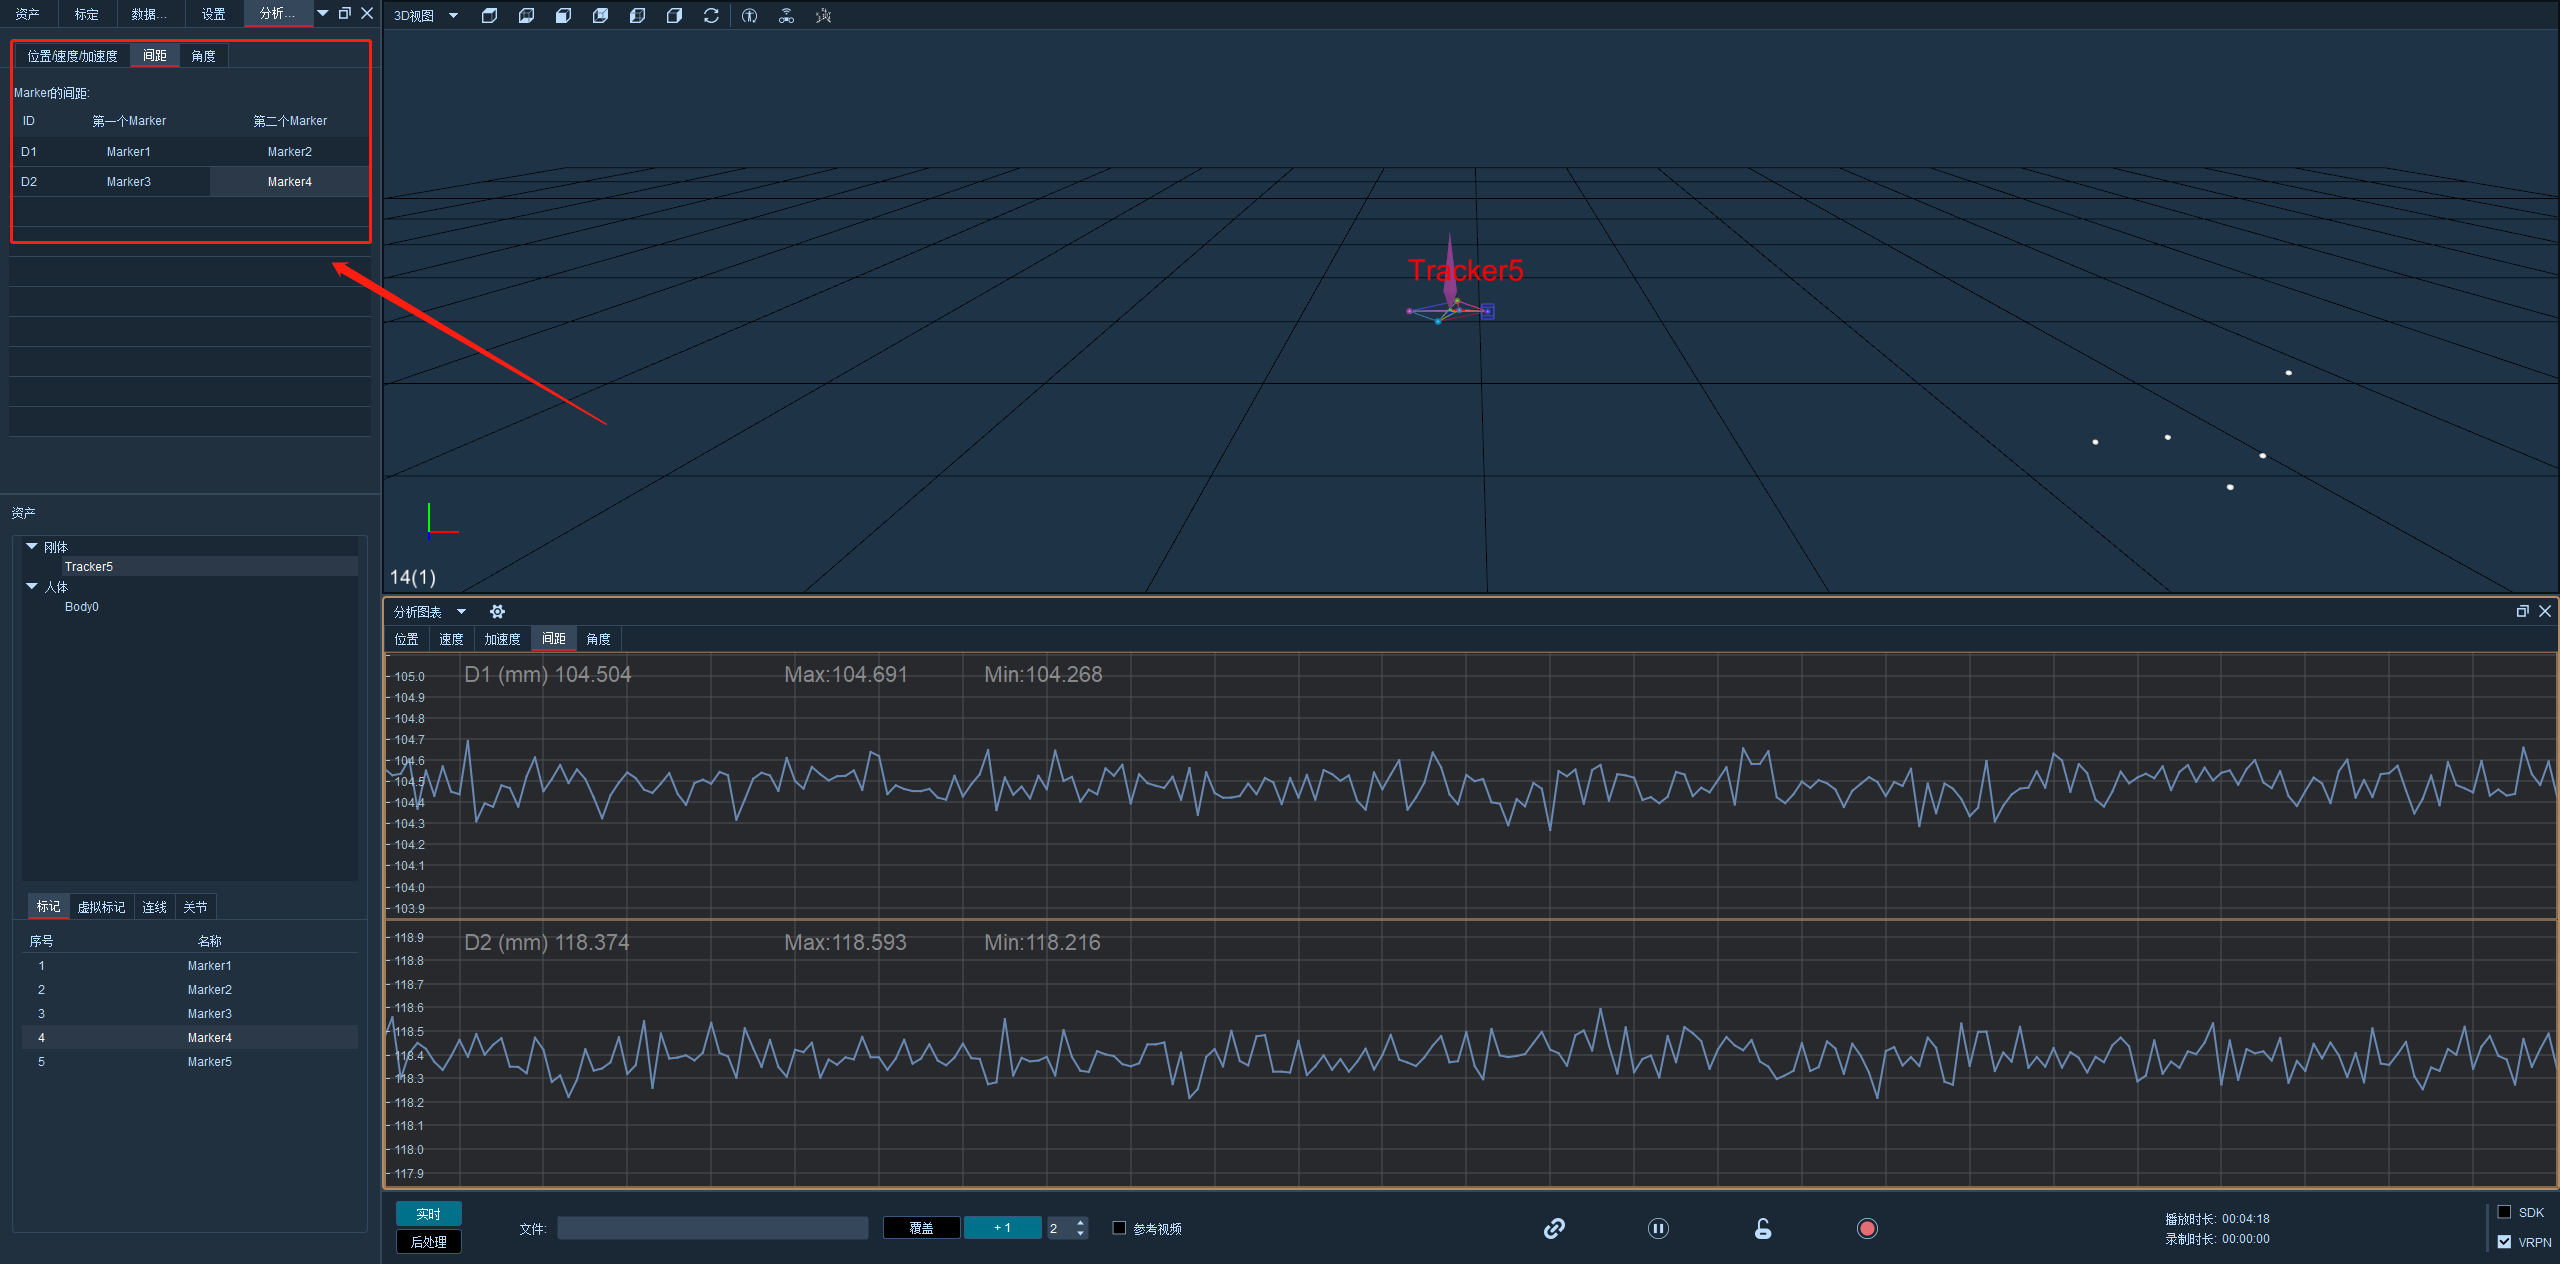 资产 标定 数据... 设置 分析...
位置/速度/加速度 间距 角度
Marker的间距:
ID 第一个Marker 第二个Marker
D1 Marker1 Marker2
D2 Marker3 Marker4
资产
刚体
Tracker5
人体
Body0
标记 虚拟标记 连线 关节
序号 名称
1 Marker1
2 Marker2
3 Marker3
4 Marker4
5 Marker5
3D视图
Tracker5
14(1)
分析图表
位置 速度 加速度 间距 角度
D1 (mm) 104.504 Max:104.691 Min:104.268
105.0
104.9
104.8
104.7
104.6
104.5
104.4
104.3
104.2
104.1
104.0
103.9
D2 (mm) 118.374 Max:118.593 Min:118.216
118.9
118.8
118.7
118.6
118.5
118.4
118.3
118.2
118.1
118.0
117.9
实时
后处理
文件: 覆盖 +1 2 参考视频
播放时长: 00:04:18
录制时长: 00:00:00
SDK
VRPN